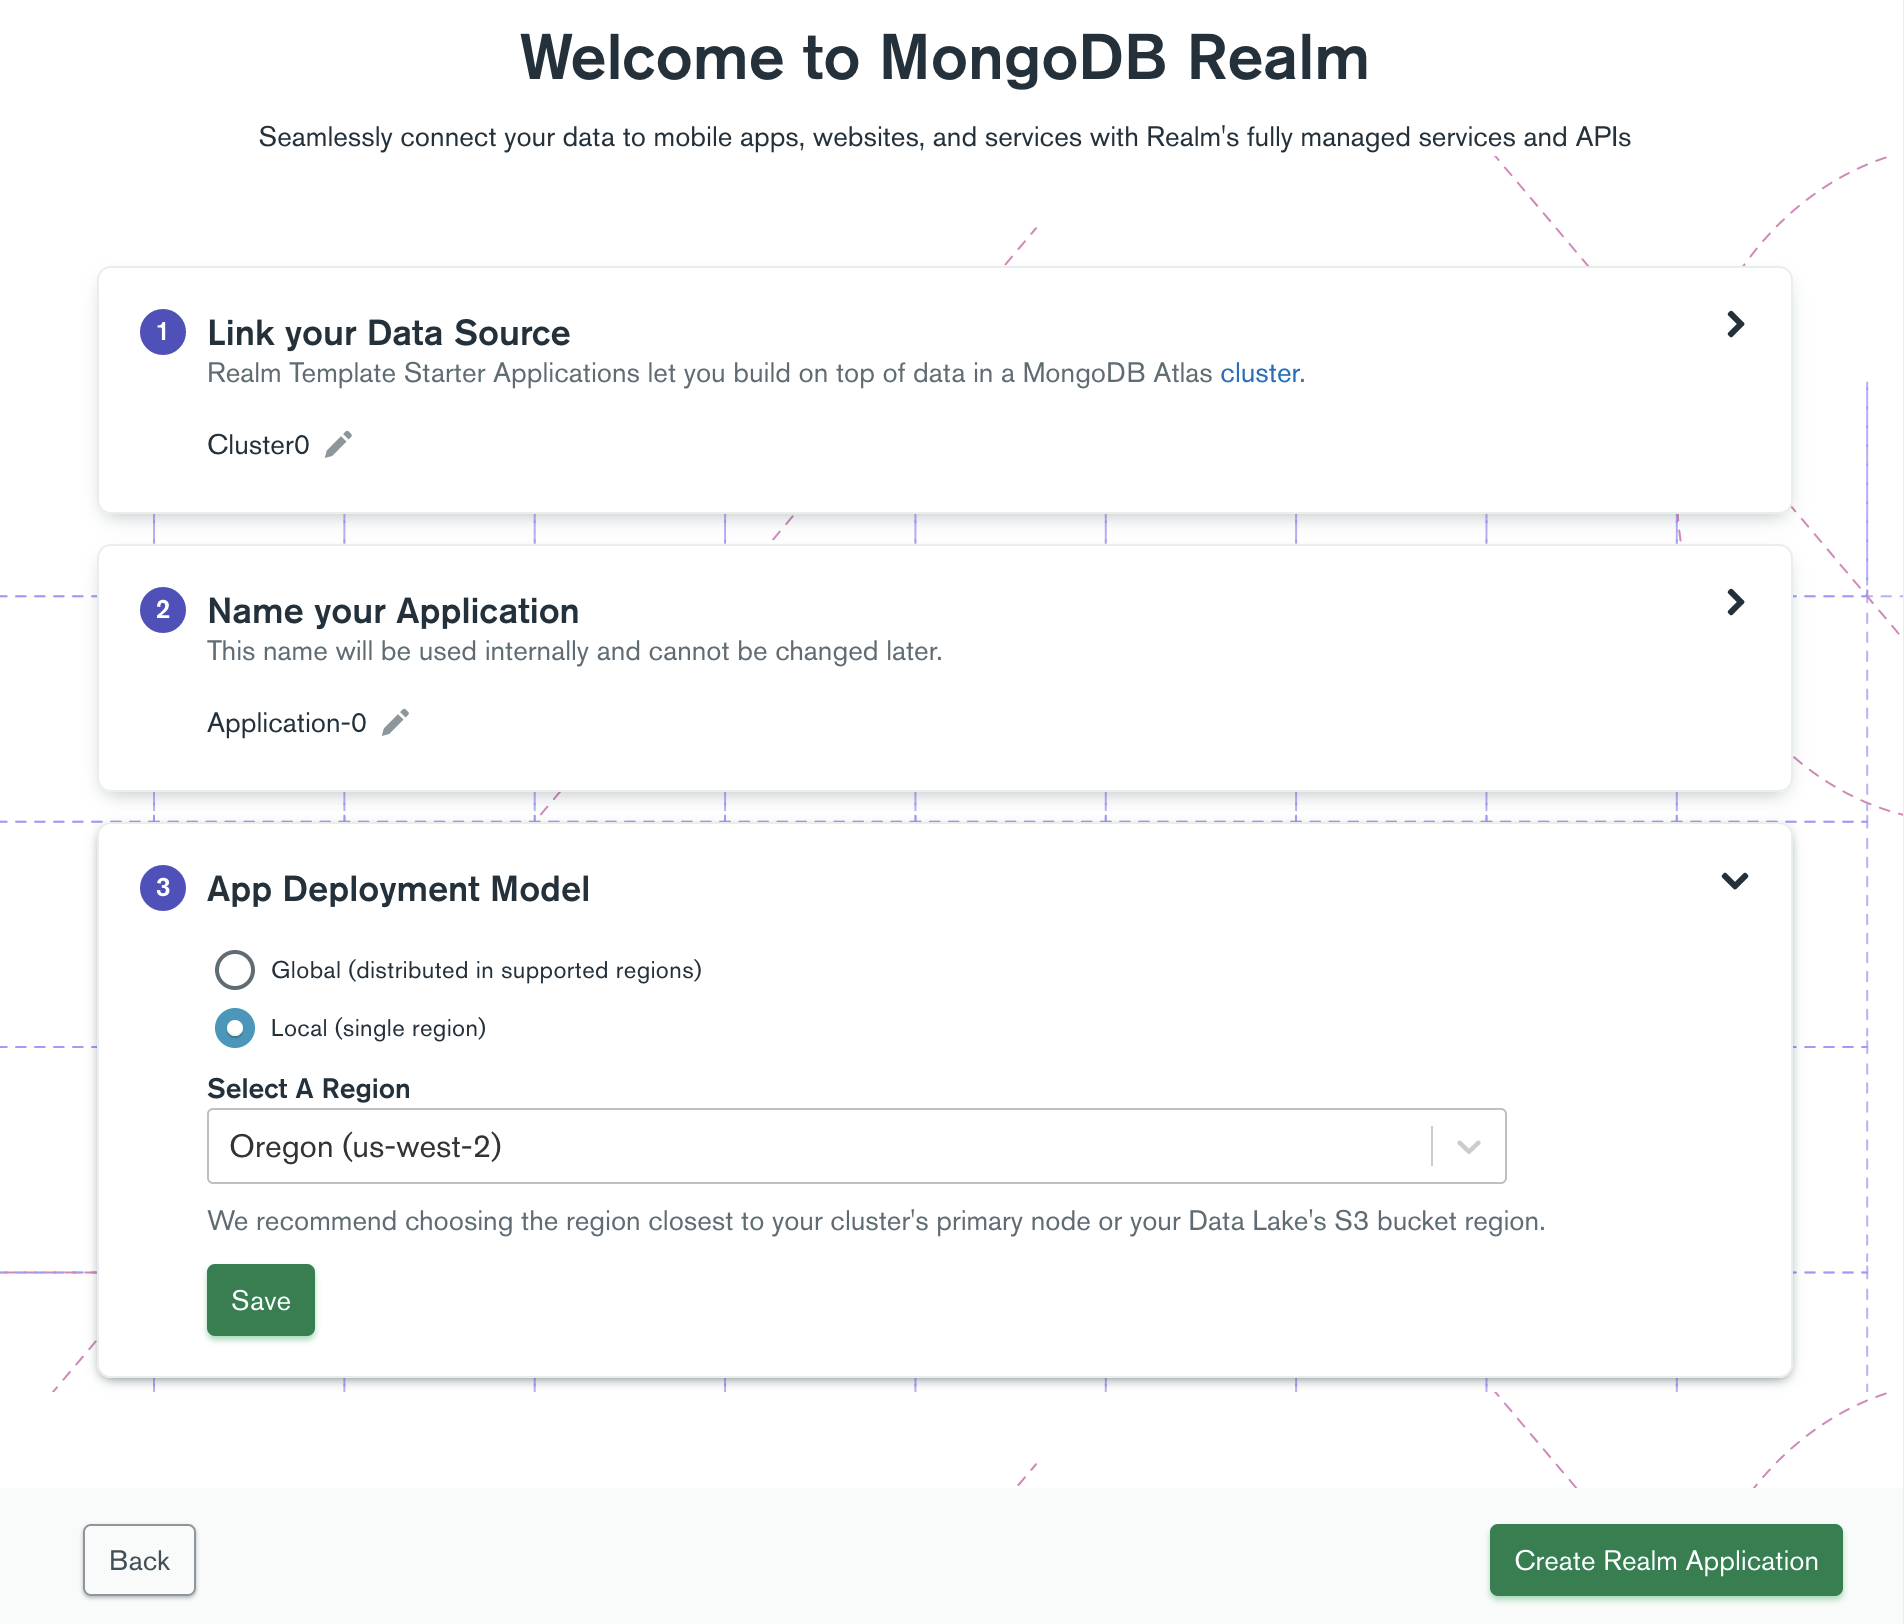 Welcome to MongoDB Realm
Seamlessly connect your data to mobile apps, websites, and services with Realm's fully managed services and APIs
1 Link your Data Source
Realm Template Starter Applications let you build on top of data in a MongoDB Atlas cluster.
Cluster0
2 Name your Application
This name will be used internally and cannot be changed later.
Application-0
3 App Deployment Model
Global (distributed in supported regions)
Local (single region)
Select A Region
Oregon (us-west-2)
We recommend choosing the region closest to your cluster's primary node or your Data Lake's S3 bucket region.
Save
Back
Create Realm Application